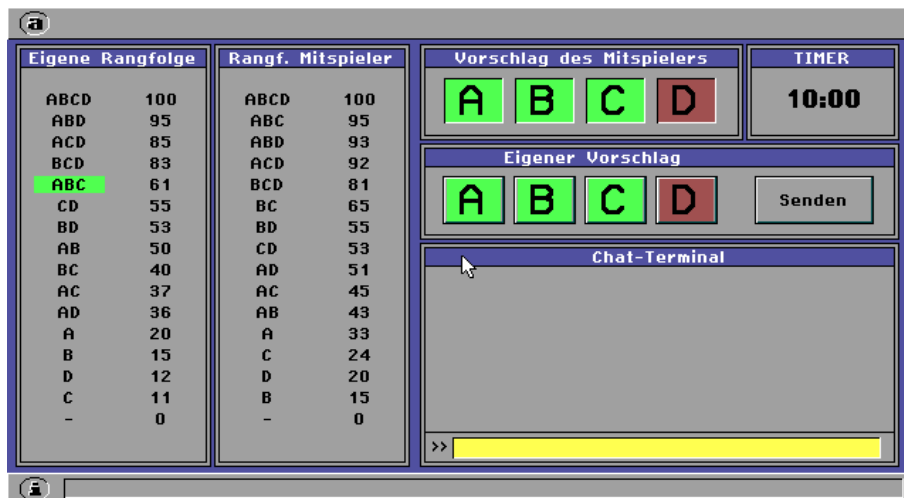 a
Eigene Rangfolge
ABCD 100
ABD 95
ACD 85
BCD 83
ABC 61
CD 55
BD 53
AB 50
BC 40
AC 37
AD 36
A 20
B 15
D 12
C 11
- 0
Rangf. Mitspieler
ABCD 100
ABC 95
ABD 93
ACD 92
BCD 81
BC 65
BD 55
CD 53
AD 51
AC 45
AB 43
A 33
C 24
D 20
B 15
- 0
Vorschlag des Mitspielers
A B C D
TIMER
10:00
Eigener Vorschlag
A B C D
Senden
Chat-Terminal
>>
i